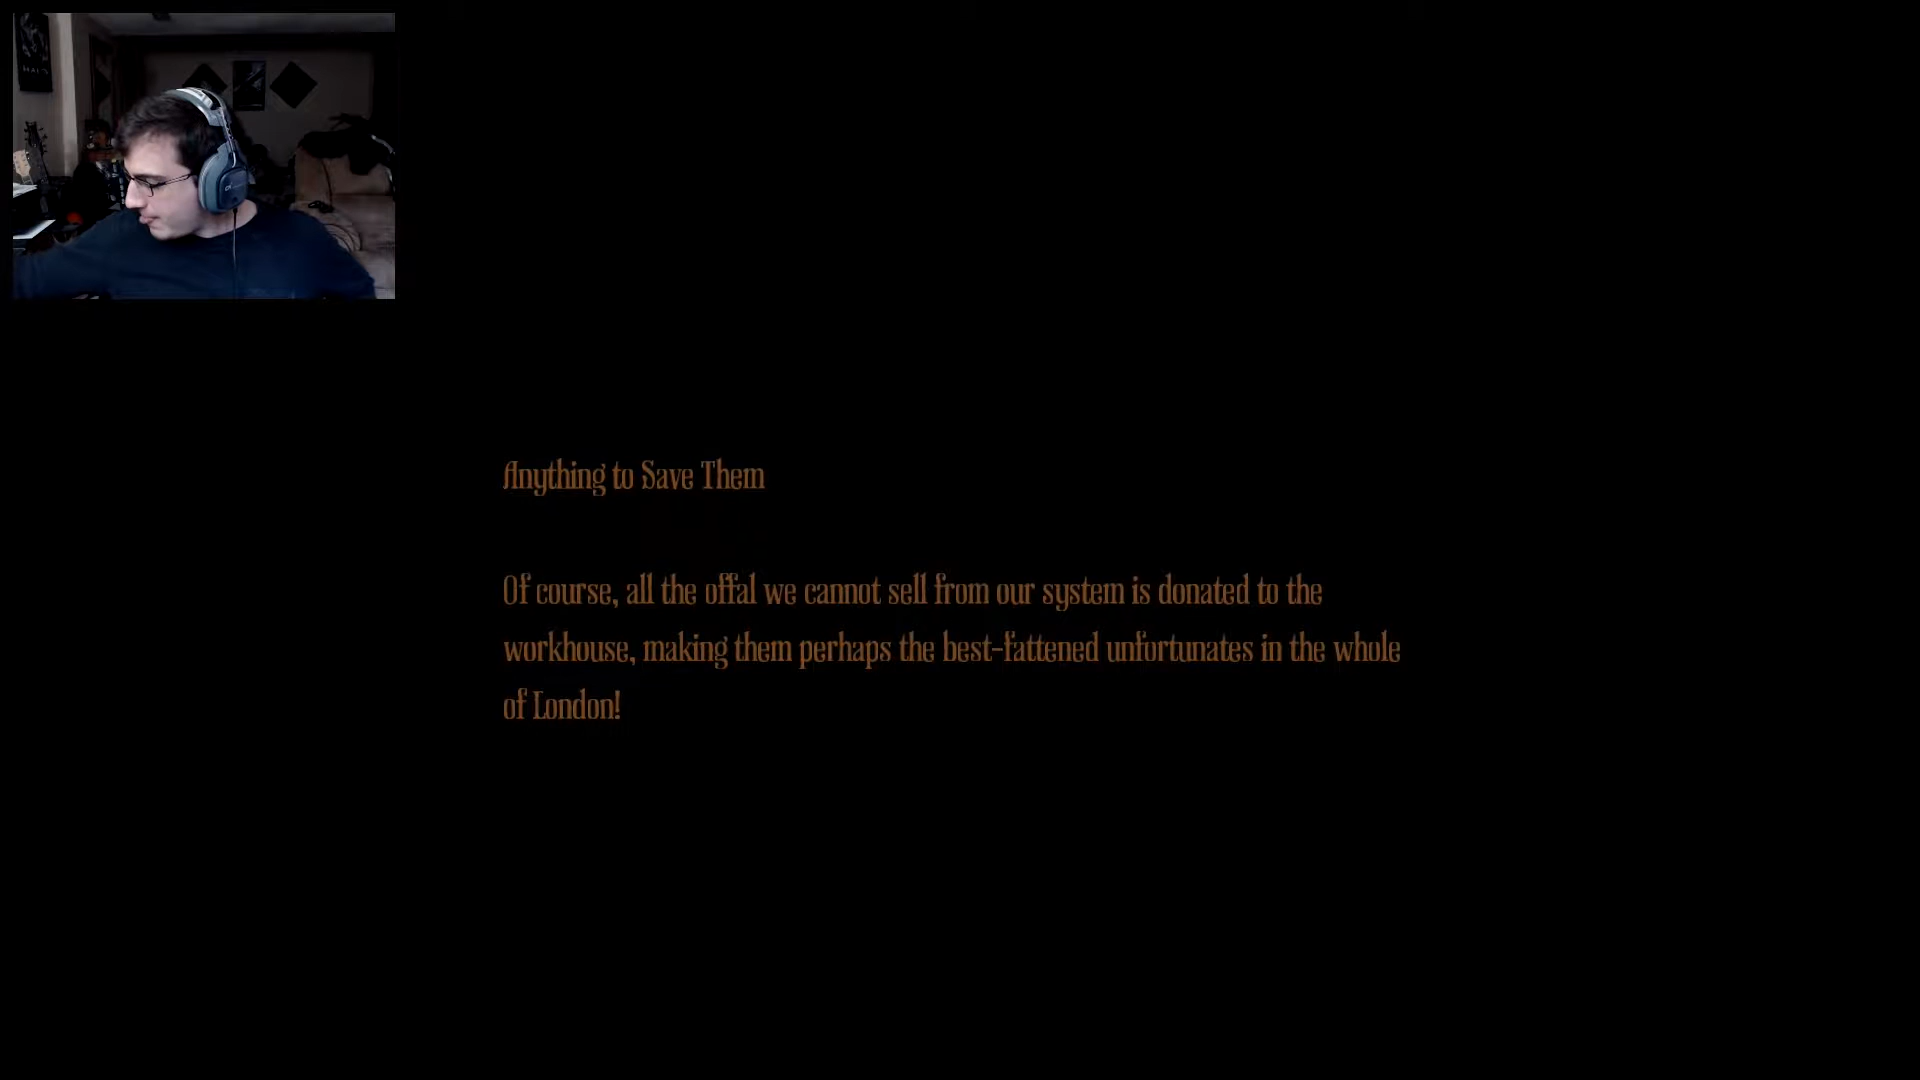 Anything to Save Them
Of course, all the offal we cannot sell from our system is donated to the
workhouse, making them perhaps the best-fattened unfortunates in the whole
of London!